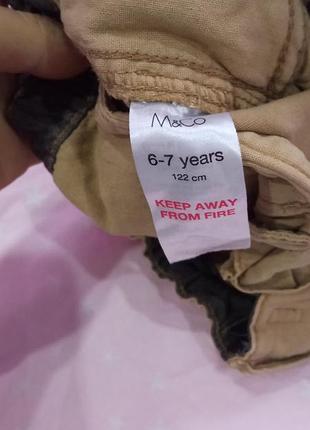 M&Co
6-7 years
122 cm
KEEP AWAY
FROM FIRE